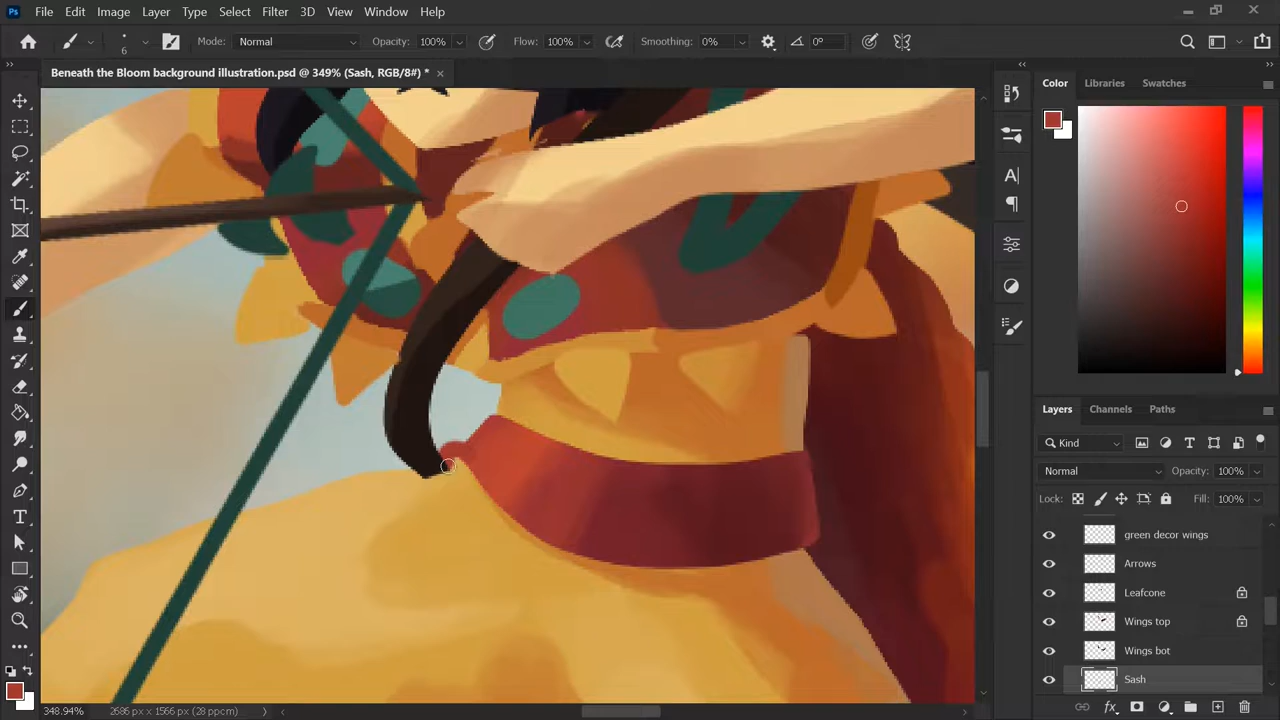 Ps File Edit Image Layer Type Select Filter 3D View Window Help
6 Mode: Normal Opacity: 100% Flow: 100% Smoothing: 0% 0°
Beneath the Bloom background illustration.psd @ 349% (Sash, RGB/8#) * ×
Color Libraries Swatches
Layers Channels Paths
Kind
Normal Opacity: 100%
Lock: Fill: 100%
green decor wings
Arrows
Leafcone
Wings top
Wings bot
Sash
348.94% 2686 px x 1566 px (28 ppcm)